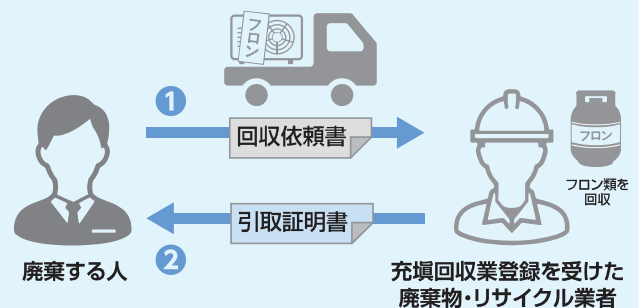 フロン
1
回収依頼書
フロン
フロン類を
回収
引取証明書
2
廃棄する人
充塡回収業登録を受けた
廃棄物・リサイクル業者